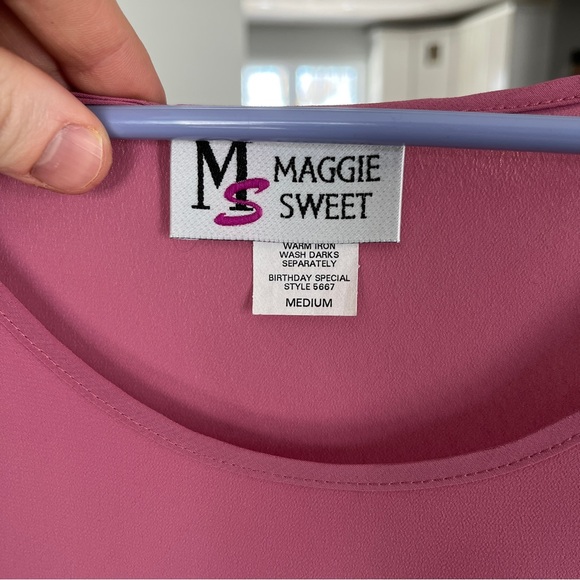 MS MAGGIE
SWEET
WARM IRON
WASH DARKS
SEPARATELY
BIRTHDAY SPECIAL
STYLE 5667
MEDIUM